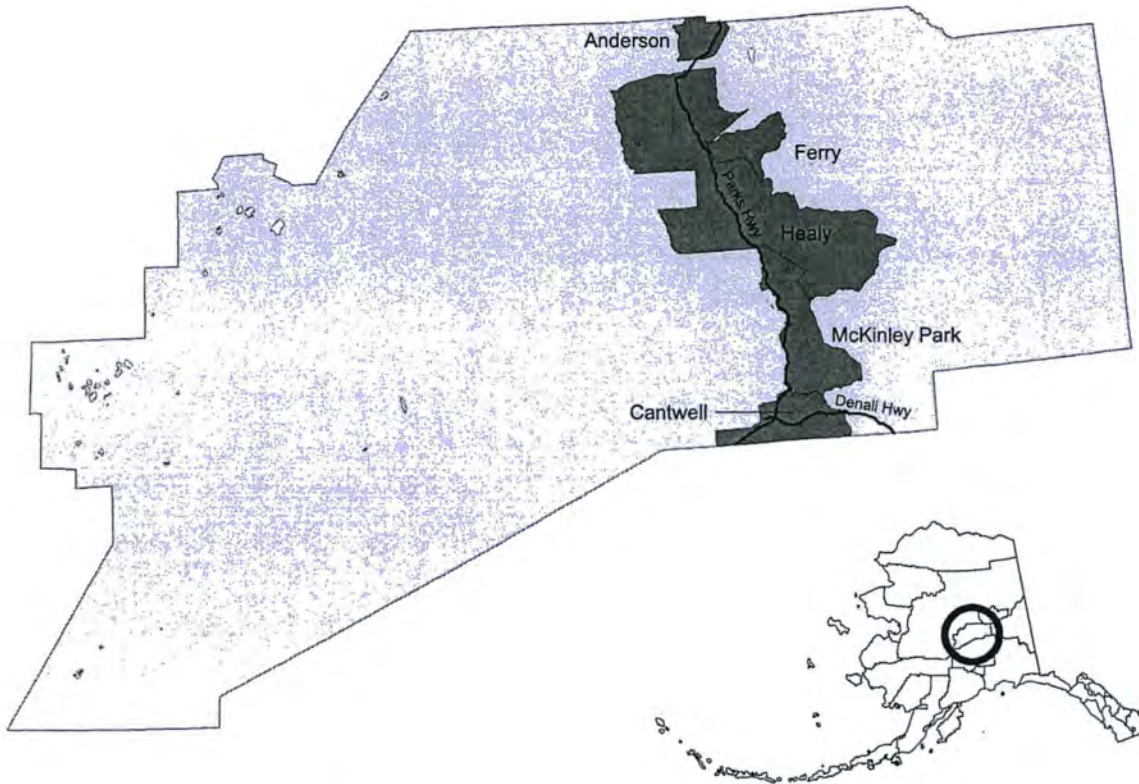 Anderson
Ferry
Parks Hwy
Healy
McKinley Park
Denali Hwy
Cantwell